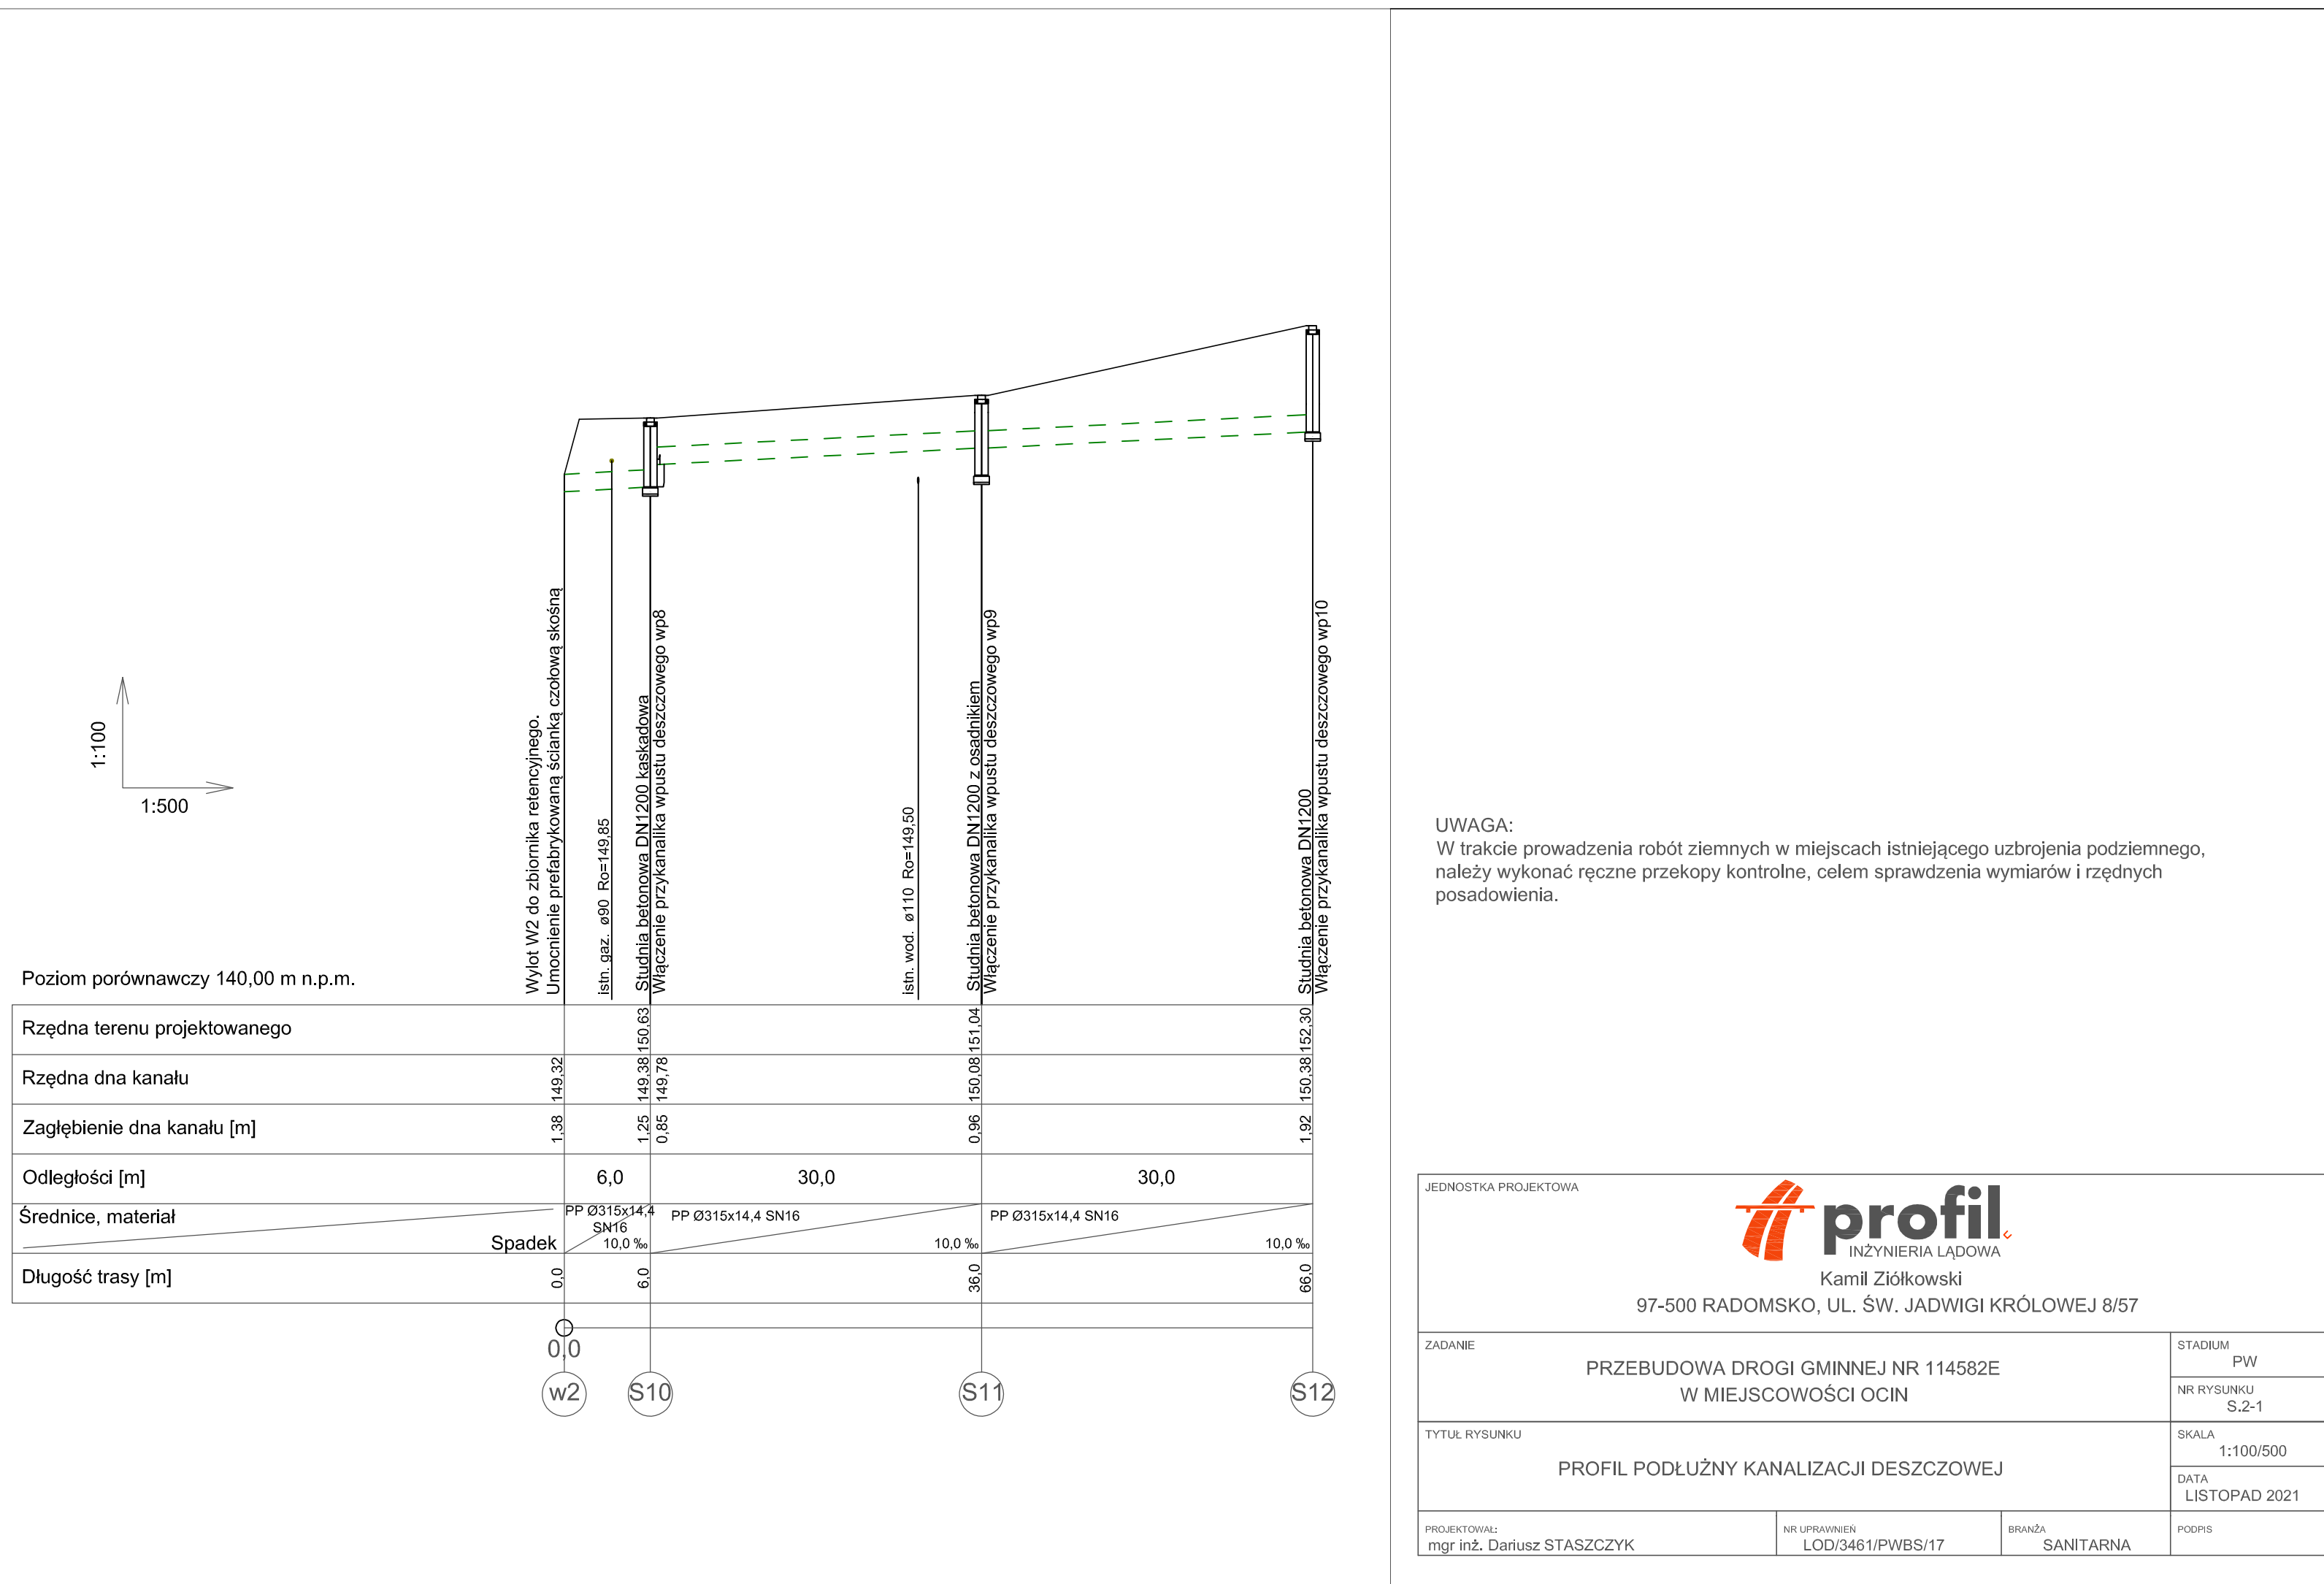 1:100
1:500
Wylot W2 do zbiornika retencyjnego.
Umocnienie prefabrykowaną ścianką czołową skośną
istn. gaz. ø90 Ro=149,85
Studnia betonowa DN1200 kaskadowa
Włączenie przykanalika wpustu deszczowego wp8
istn. wod. ø110 Ro=149,50
Studnia betonowa DN1200 z osadnikiem
Włączenie przykanalika wpustu deszczowego wp9
Studnia betonowa DN1200
Włączenie przykanalika wpustu deszczowego wp10
Poziom porównawczy 140,00 m n.p.m.
Rzędna terenu projektowanego 150,63 151,04 152,30
Rzędna dna kanału 149,32 149,38 149,78 150,08 150,38
Zagłębienie dna kanału [m] 1,38 1,25 0,85 0,96 1,92
Odległości [m] 6,0 30,0 30,0
Średnice, materiał PP Ø315x14,4 SN16 PP Ø315x14,4 SN16 PP Ø315x14,4 SN16
Spadek 10,0 ‰ 10,0 ‰ 10,0 ‰
Długość trasy [m] 0,0 6,0 36,0 66,0
0,0
w2 S10 S11 S12
UWAGA:
W trakcie prowadzenia robót ziemnych w miejscach istniejącego uzbrojenia podziemnego,
należy wykonać ręczne przekopy kontrolne, celem sprawdzenia wymiarów i rzędnych
posadowienia.
JEDNOSTKA PROJEKTOWA
profil
INŻYNIERIA LĄDOWA
Kamil Ziółkowski
97-500 RADOMSKO, UL. ŚW. JADWIGI KRÓLOWEJ 8/57
ZADANIE
PRZEBUDOWA DROGI GMINNEJ NR 114582E
W MIEJSCOWOŚCI OCIN
STADIUM
PW
NR RYSUNKU
S.2-1
TYTUŁ RYSUNKU
PROFIL PODŁUŻNY KANALIZACJI DESZCZOWEJ
SKALA
1:100/500
DATA
LISTOPAD 2021
PROJEKTOWAŁ:
mgr inż. Dariusz STASZCZYK
NR UPRAWNIEŃ
LOD/3461/PWBS/17
BRANŻA
SANITARNA
PODPIS